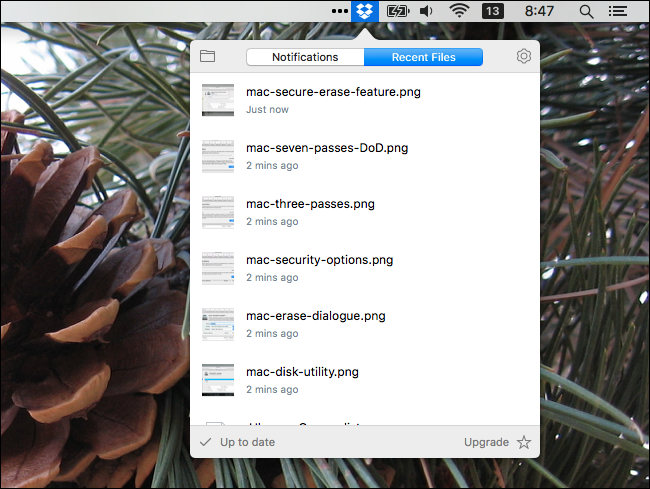 13 8:47
Notifications Recent Files
mac-secure-erase-feature.png
Just now
mac-seven-passes-DoD.png
2 mins ago
mac-three-passes.png
2 mins ago
mac-security-options.png
2 mins ago
mac-erase-dialogue.png
2 mins ago
mac-disk-utility.png
2 mins ago
Up to date Upgrade